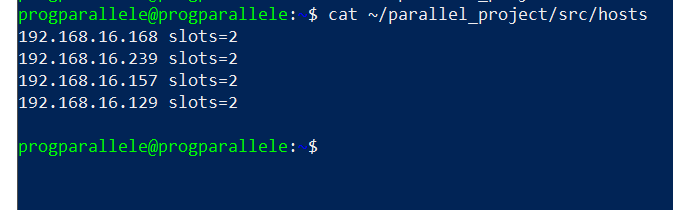 progparallele@progparallele:~$ cat ~/parallel_project/src/hosts
192.168.16.168 slots=2
192.168.16.239 slots=2
192.168.16.157 slots=2
192.168.16.129 slots=2
progparallele@progparallele:~$